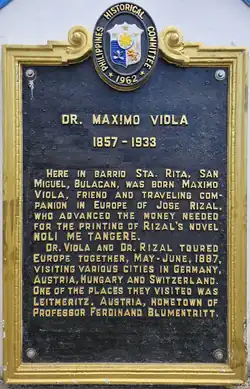 PHILIPPINES HISTORICAL COMMITTEE
1962
DR. MAXIMO VIOLA
1857 - 1933
HERE IN BARRIO STA. RITA, SAN
MIGUEL, BULACAN, WAS BORN MAXIMO
VIOLA, FRIEND AND TRAVELING COM-
PANION IN EUROPE OF JOSE RIZAL,
WHO ADVANCED THE MONEY NEEDED
FOR THE PRINTING OF RIZAL'S NOVEL
NOLI ME TANGERE.
DR. VIOLA AND DR. RIZAL TOURED
EUROPE TOGETHER, MAY-JUNE, 1887,
VISITING VARIOUS CITIES IN GERMANY,
AUSTRIA, HUNGARY AND SWITZERLAND.
ONE OF THE PLACES THEY VISITED WAS
LEITMERITZ, AUSTRIA, HOMETOWN OF
PROFESSOR FERDINAND BLUMENTRITT.